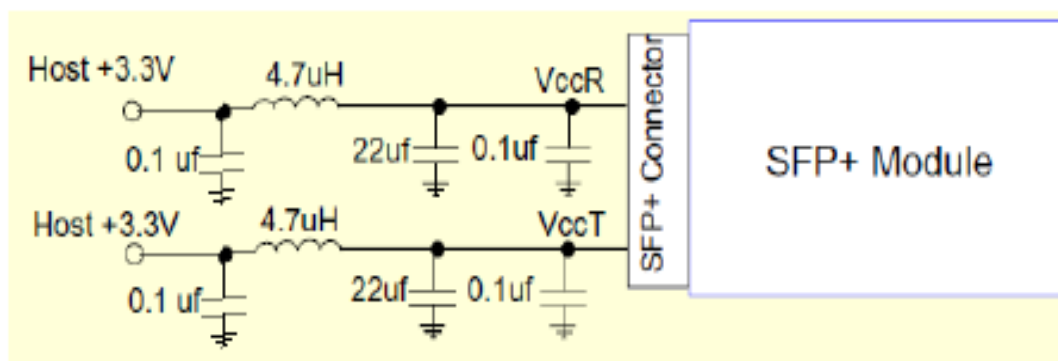 Host +3.3V
4.7uH
VccR
0.1 uf
22uf
0.1uf
Host +3.3V
4.7uH
VccT
0.1 uf
22uf
0.1uf
SFP+ Connector
SFP+ Module